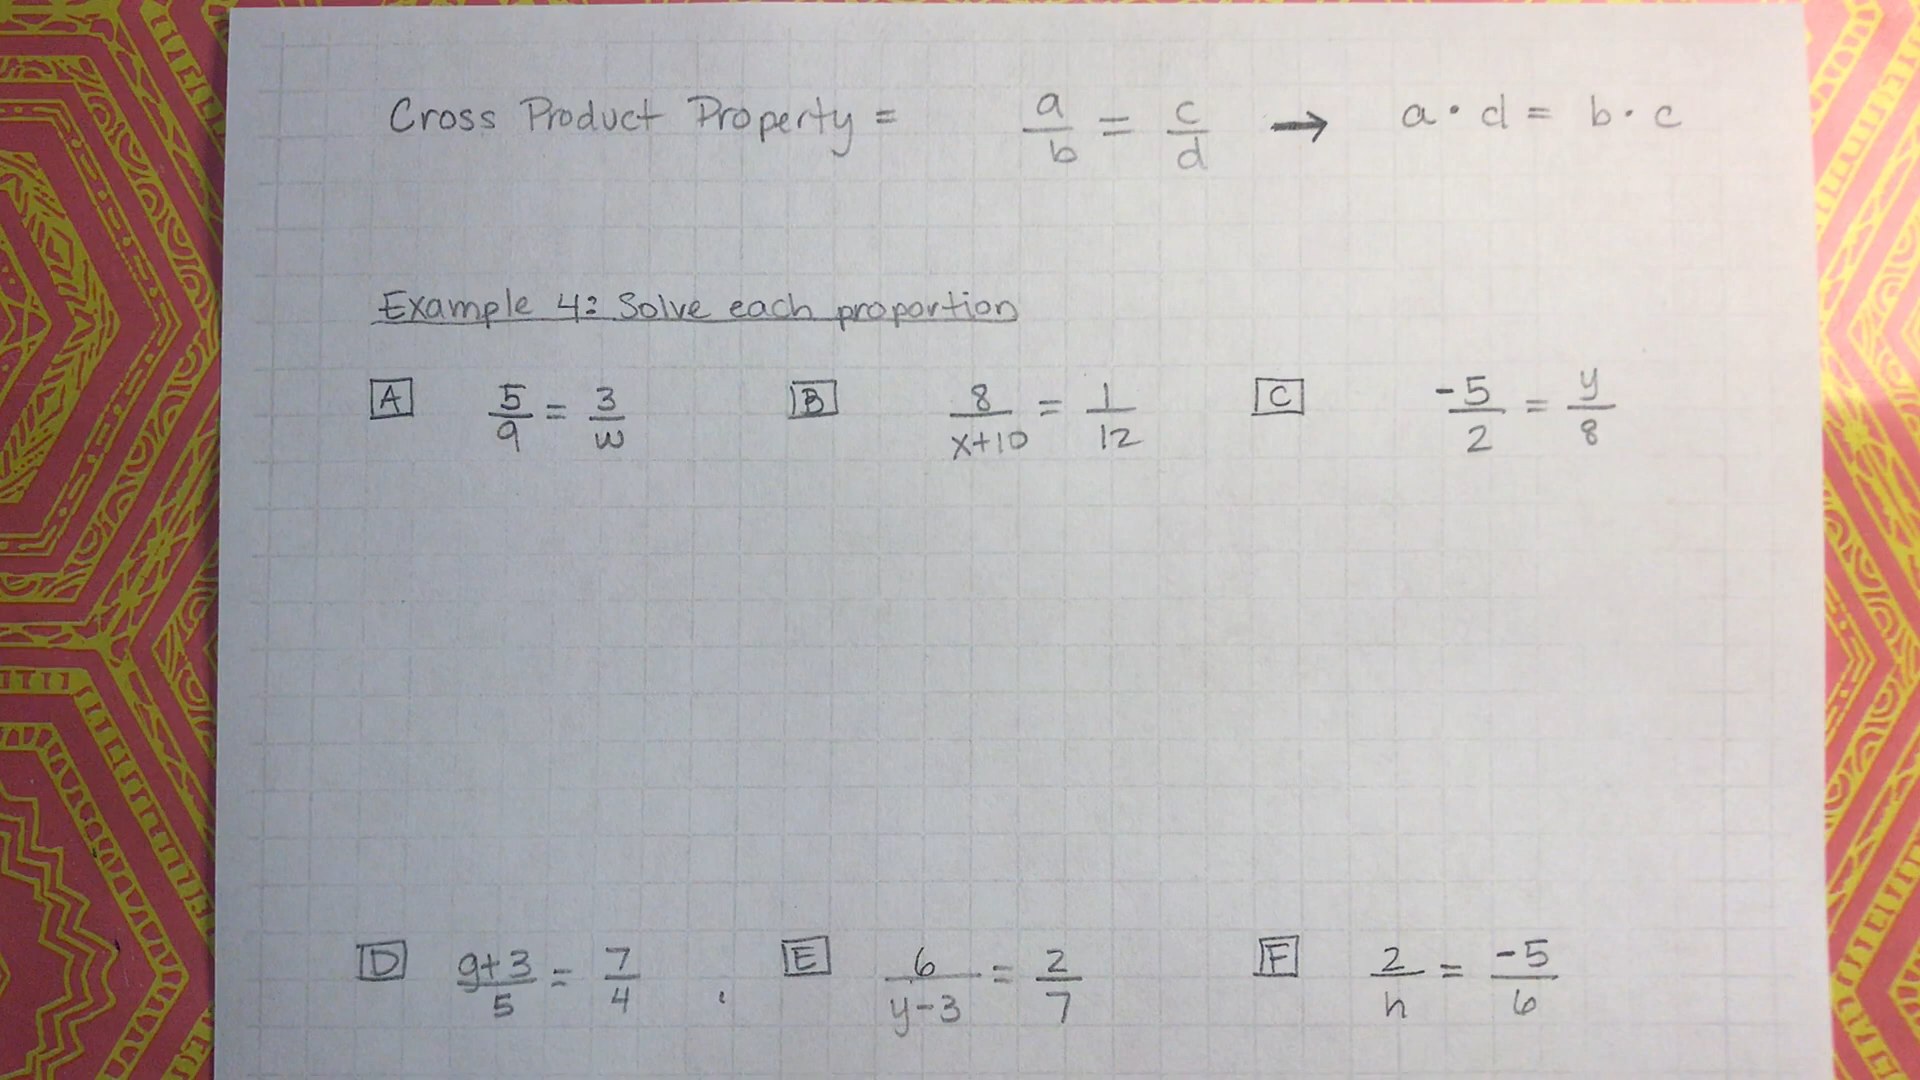 Cross Product Property = a/b = c/d → a · d = b · c
Example 4: Solve each proportion
A 5/9 = 3/w B 8/x+10 = 1/12 C -5/2 = y/8
D g+3/5 = 7/4 E 6/y-3 = 2/7 F 2/h = -5/6